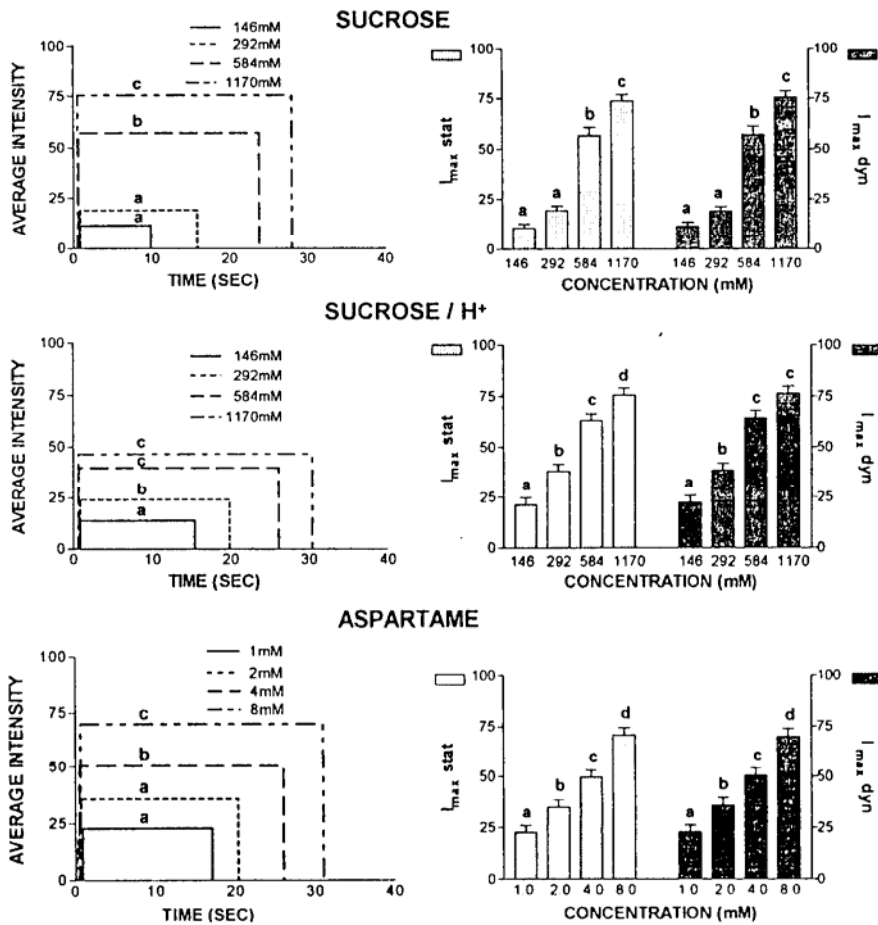 SUCROSE
146mM
292mM
584mM
1170mM
AVERAGE INTENSITY
100
75
50
25
0
c
b
a
a
0 10 20 30 40
TIME (SEC)
I max stat
100
75
50
25
0
a a b c a a b c
146 292 584 1170 146 292 584 1170
CONCENTRATION (mM)
100
75
50
25
0
I max dyn
SUCROSE / H+
146mM
292mM
584mM
1170mM
AVERAGE INTENSITY
100
75
50
25
0
c
c
b
a
0 10 20 30 40
TIME (SEC)
I max stat
100
75
50
25
0
a b c d a b c c
146 292 584 1170 146 292 584 1170
CONCENTRATION (mM)
100
75
50
25
0
I max dyn
ASPARTAME
1mM
2mM
4mM
8mM
AVERAGE INTENSITY
100
75
50
25
0
c
b
a
a
0 10 20 30 40
TIME (SEC)
I max stat
100
75
50
25
0
a b c d a b c d
1 0 2 0 4 0 8 0 1 0 2 0 4 0 8 0
CONCENTRATION (mM)
100
75
50
25
0
I max dyn